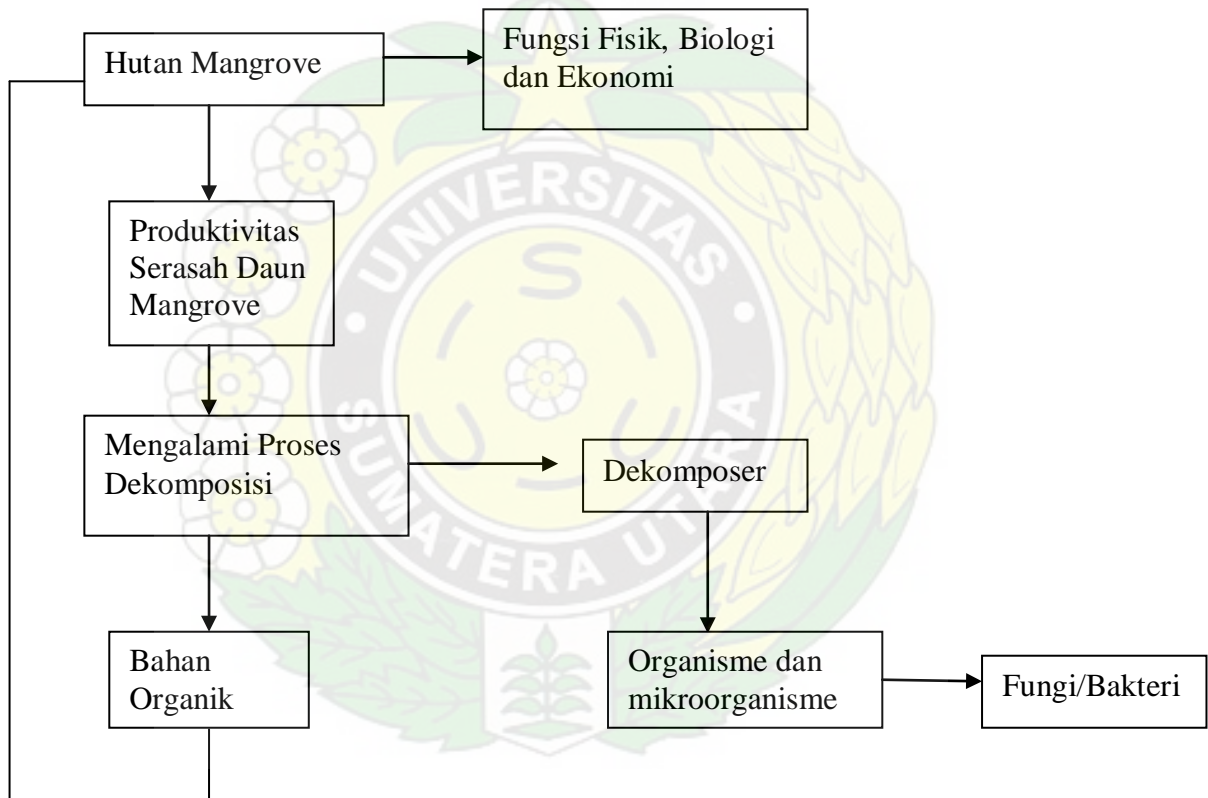 Hutan Mangrove
Fungsi Fisik, Biologi
dan Ekonomi
Produktivitas
Serasah Daun
Mangrove
Mengalami Proses
Dekomposisi
Dekomposer
Bahan
Organik
Organisme dan
mikroorganisme
Fungi/Bakteri
UNIVERSITAS
SUMATERA UTARA
U S U